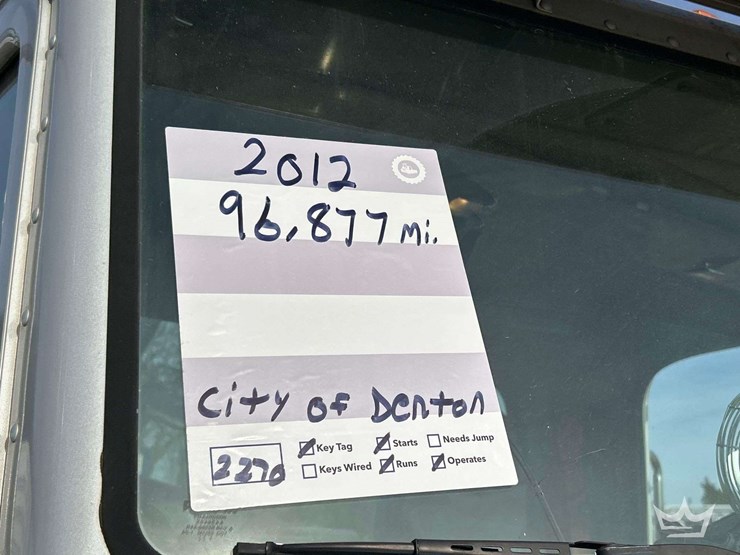 2012
96,877 mi.
City of Denton
2270
Key Tag Starts Needs Jump
Keys Wired Runs Operates